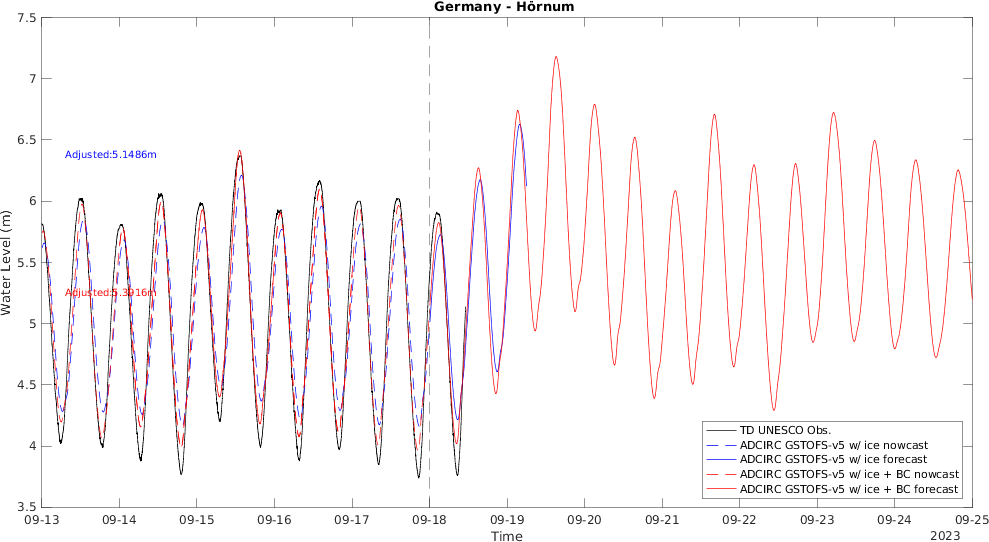 Germany - Hörnum
7.5
7
6.5
6
5.5
5
4.5
4
3.5
Water Level (m)
Adjusted:5.1486m
Adjusted:5.3916m
TD UNESCO Obs.
ADCIRC GSTOFS-v5 w/ ice nowcast
ADCIRC GSTOFS-v5 w/ ice forecast
ADCIRC GSTOFS-v5 w/ ice + BC nowcast
ADCIRC GSTOFS-v5 w/ ice + BC forecast
09-13 09-14 09-15 09-16 09-17 09-18 09-19 09-20 09-21 09-22 09-23 09-24 09-25
Time
2023